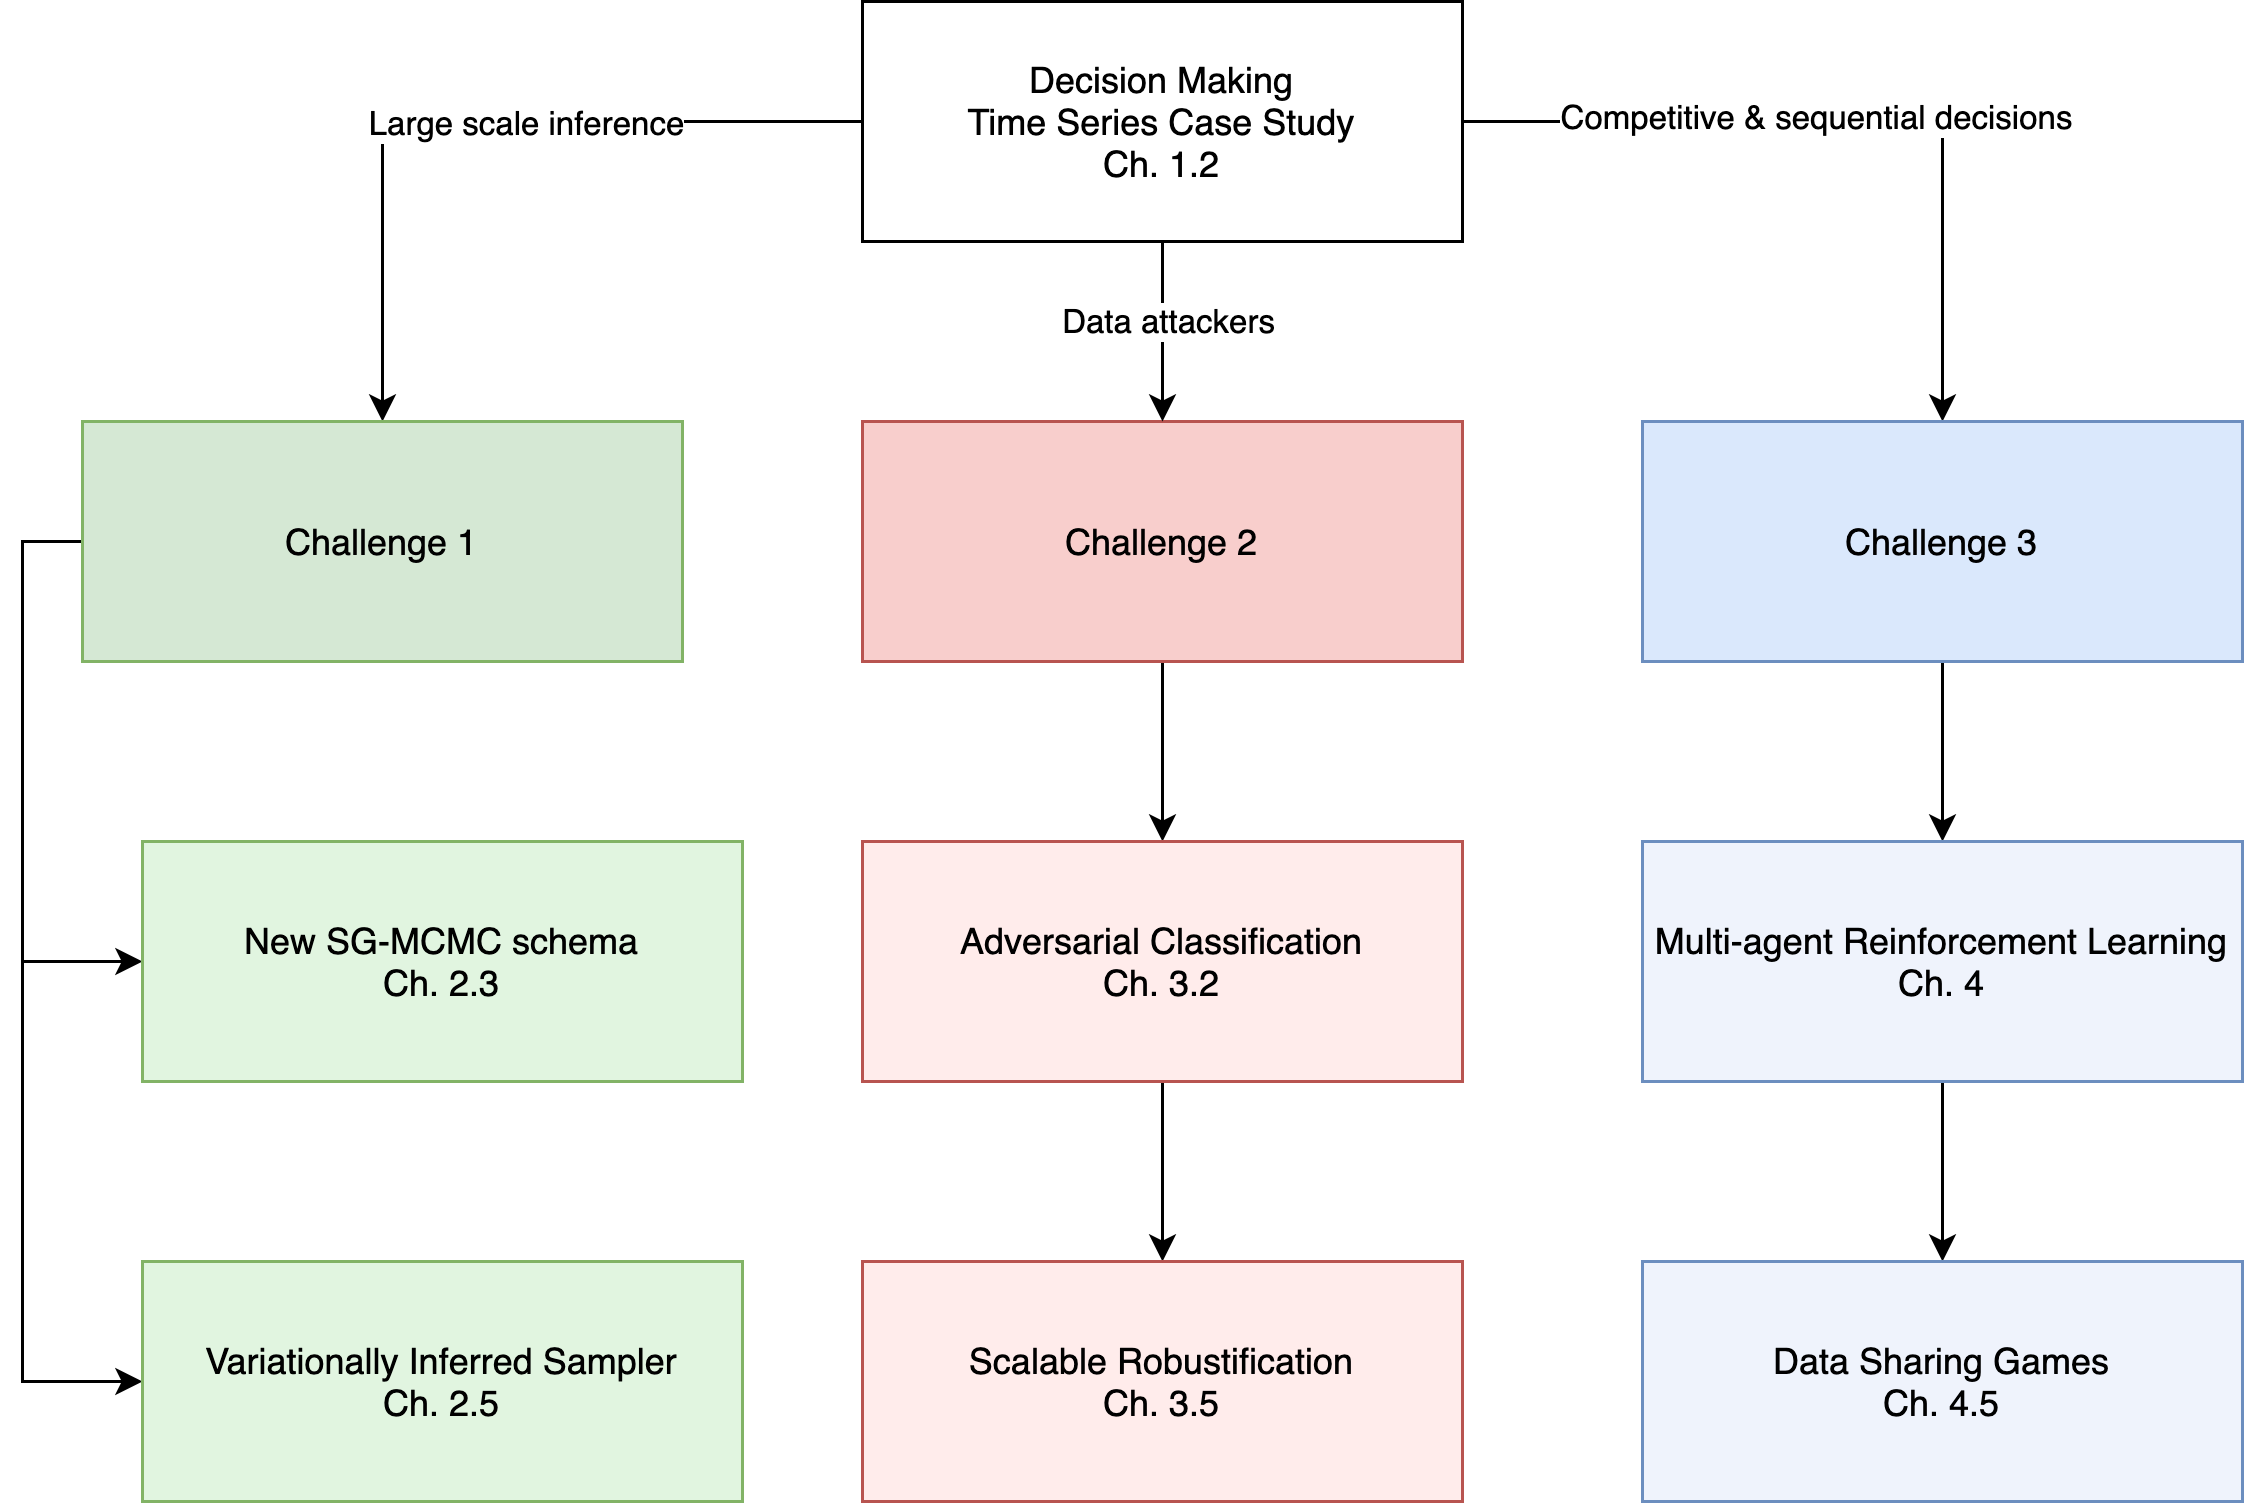 Decision Making
Time Series Case Study
Ch. 1.2
Large scale inference
Competitive & sequential decisions
Data attackers
Challenge 1
Challenge 2
Challenge 3
New SG-MCMC schema
Ch. 2.3
Adversarial Classification
Ch. 3.2
Multi-agent Reinforcement Learning
Ch. 4
Variationally Inferred Sampler
Ch. 2.5
Scalable Robustification
Ch. 3.5
Data Sharing Games
Ch. 4.5